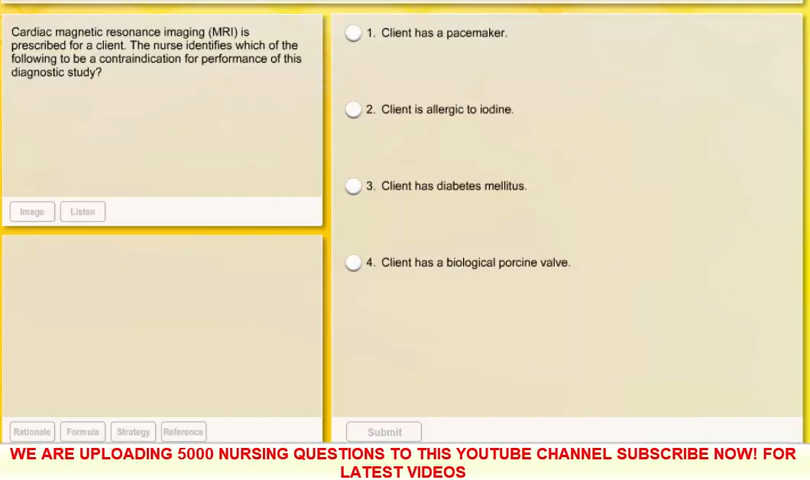 Cardiac magnetic resonance imaging (MRI) is
prescribed for a client. The nurse identifies which of the
following to be a contraindication for performance of this
diagnostic study?
Image
Listen
1. Client has a pacemaker.
2. Client is allergic to iodine.
3. Client has diabetes mellitus.
4. Client has a biological porcine valve.
Rationale
Formula
Strategy
Reference
Submit
WE ARE UPLOADING 5000 NURSING QUESTIONS TO THIS YOUTUBE CHANNEL SUBSCRIBE NOW! FOR
LATEST VIDEOS